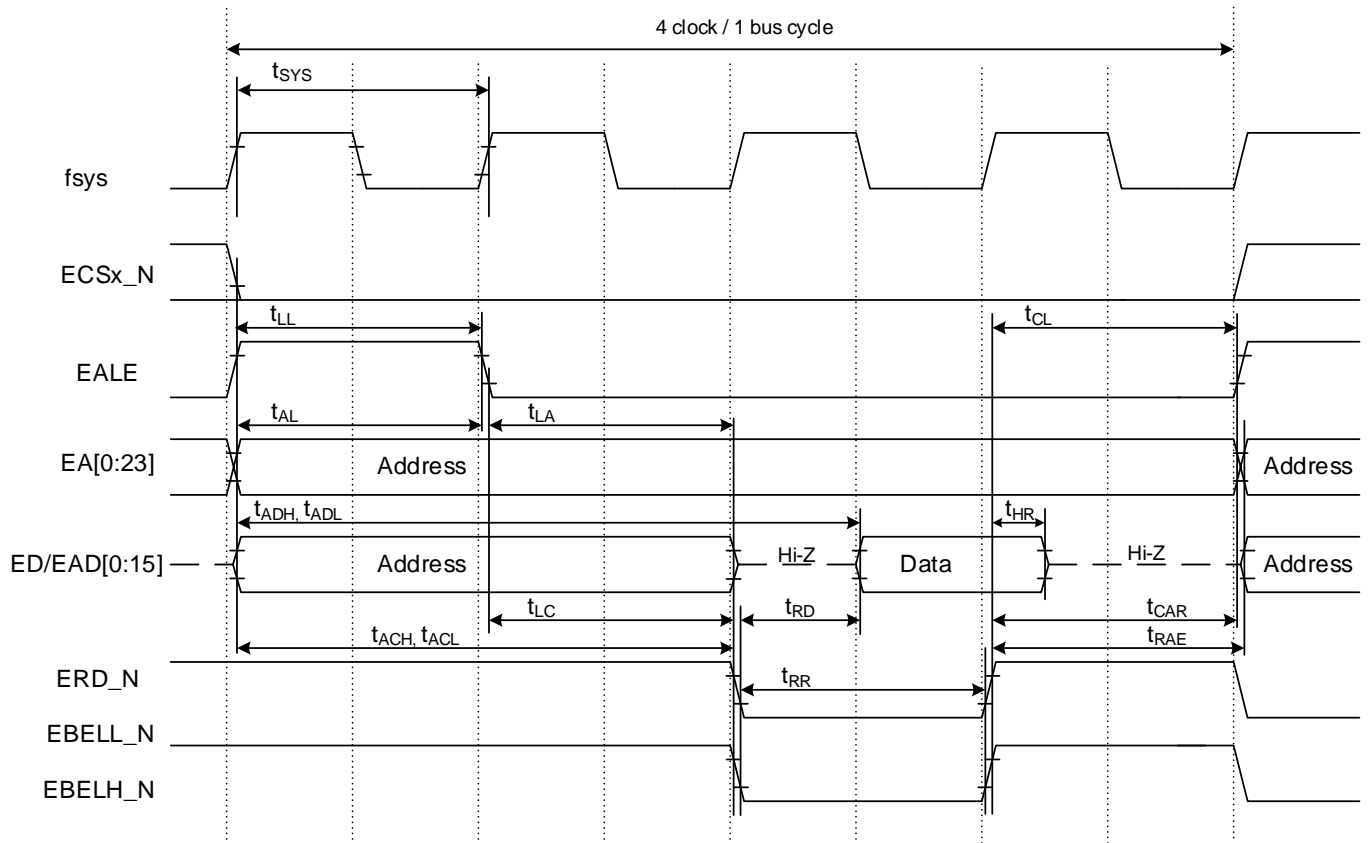 4 clock / 1 bus cycle
tSYS
fsys
ECSx_N
tLL
tCL
EALE
tAL
tLA
EA[0:23]
Address
Address
tADH, tADL
tHR
ED/EAD[0:15]
Address
Hi-Z
Data
Hi-Z
Address
tLC
tRD
tCAR
tACH, tACL
tRAE
ERD_N
tRR
EBELL_N
EBELH_N